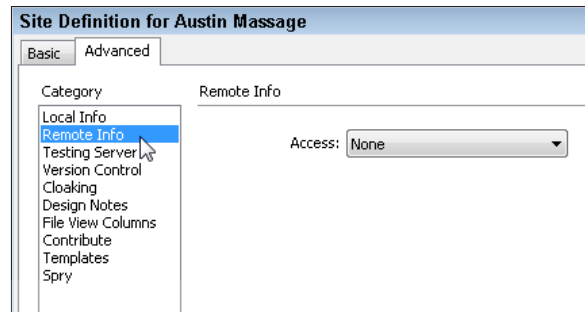 Site Definition for Austin Massage
Basic Advanced
Category
Local Info
Remote Info
Testing Server
Version Control
Cloaking
Design Notes
File View Columns
Contribute
Templates
Spry
Remote Info
Access: None